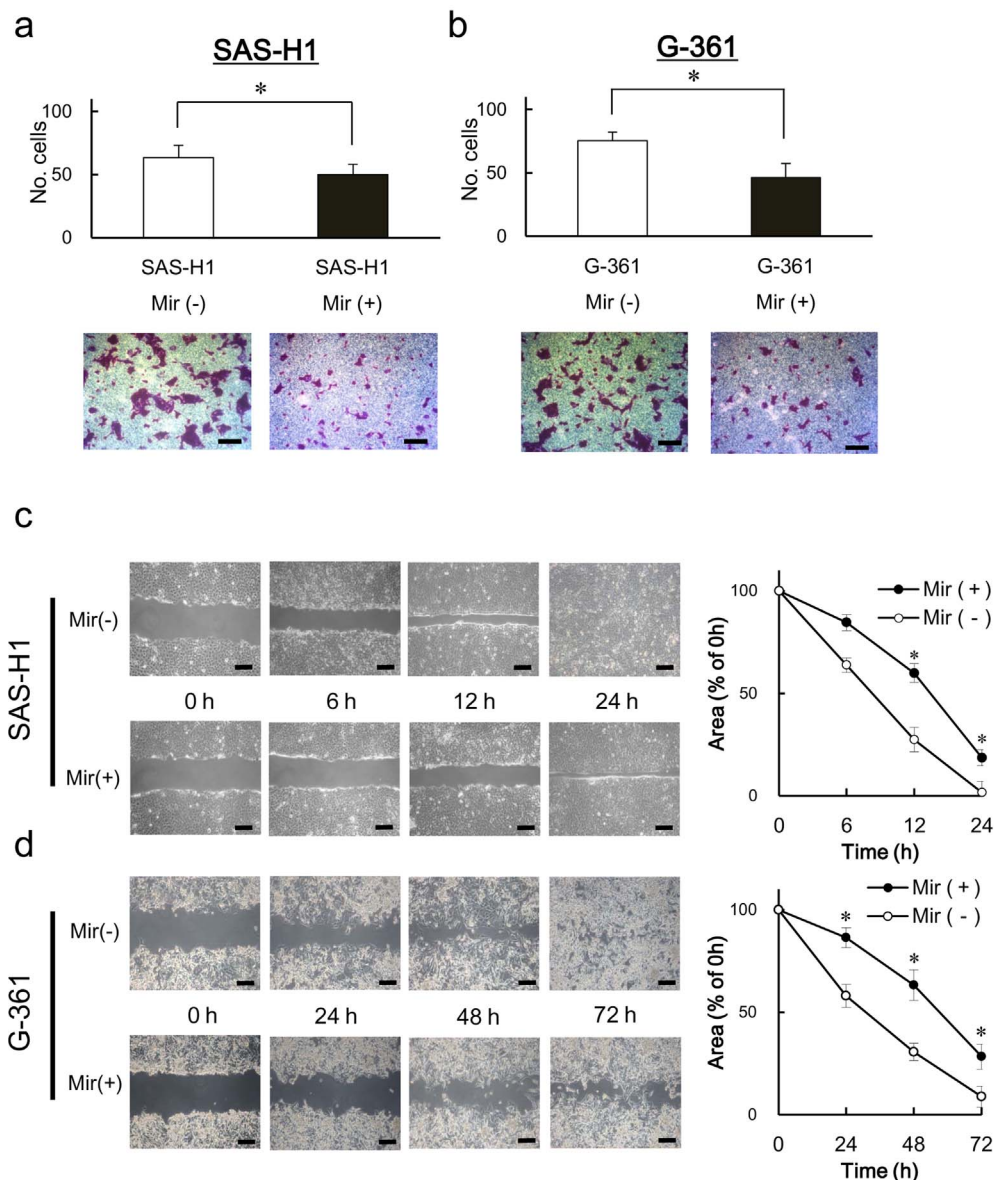 a
SAS-H1
*
No. cells
100
50
0
SAS-H1
SAS-H1
Mir (-)
Mir (+)
b
G-361
*
No. cells
100
50
0
G-361
G-361
Mir (-)
Mir (+)
c
SAS-H1
Mir(-)
0 h
6 h
12 h
24 h
Mir(+)
Area (% of 0h)
100
50
0
Mir ( + )
Mir ( - )
*
*
0
6
12
24
Time (h)
d
G-361
Mir(-)
0 h
24 h
48 h
72 h
Mir(+)
Area (% of 0h)
100
50
0
Mir ( + )
Mir ( - )
*
*
*
0
24
48
72
Time (h)